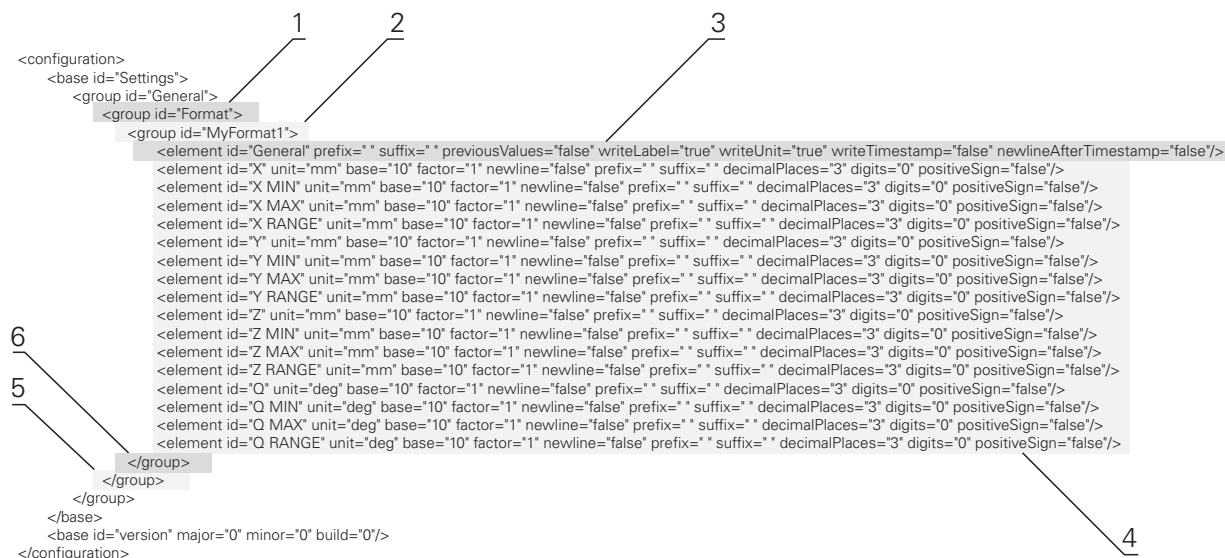 1 2 3
<configuration>
<base id="Settings">
<group id="General">
<group id="Format">
<group id="MyFormat1">
<element id="General" prefix=" " suffix=" " previousValues="false" writeLabel="true" writeUnit="true" writeTimestamp="false" newlineAfterTimestamp="false"/>
<element id="X" unit="mm" base="10" factor="1" newline="false" prefix=" " suffix=" " decimalPlaces="3" digits="0" positiveSign="false"/>
<element id="X MIN" unit="mm" base="10" factor="1" newline="false" prefix=" " suffix=" " decimalPlaces="3" digits="0" positiveSign="false"/>
<element id="X MAX" unit="mm" base="10" factor="1" newline="false" prefix=" " suffix=" " decimalPlaces="3" digits="0" positiveSign="false"/>
<element id="X RANGE" unit="mm" base="10" factor="1" newline="false" prefix=" " suffix=" " decimalPlaces="3" digits="0" positiveSign="false"/>
<element id="Y" unit="mm" base="10" factor="1" newline="false" prefix=" " suffix=" " decimalPlaces="3" digits="0" positiveSign="false"/>
<element id="Y MIN" unit="mm" base="10" factor="1" newline="false" prefix=" " suffix=" " decimalPlaces="3" digits="0" positiveSign="false"/>
<element id="Y MAX" unit="mm" base="10" factor="1" newline="false" prefix=" " suffix=" " decimalPlaces="3" digits="0" positiveSign="false"/>
<element id="Y RANGE" unit="mm" base="10" factor="1" newline="false" prefix=" " suffix=" " decimalPlaces="3" digits="0" positiveSign="false"/>
<element id="Z" unit="mm" base="10" factor="1" newline="false" prefix=" " suffix=" " decimalPlaces="3" digits="0" positiveSign="false"/>
<element id="Z MIN" unit="mm" base="10" factor="1" newline="false" prefix=" " suffix=" " decimalPlaces="3" digits="0" positiveSign="false"/>
<element id="Z MAX" unit="mm" base="10" factor="1" newline="false" prefix=" " suffix=" " decimalPlaces="3" digits="0" positiveSign="false"/>
<element id="Z RANGE" unit="mm" base="10" factor="1" newline="false" prefix=" " suffix=" " decimalPlaces="3" digits="0" positiveSign="false"/>
<element id="Q" unit="deg" base="10" factor="1" newline="false" prefix=" " suffix=" " decimalPlaces="3" digits="0" positiveSign="false"/>
<element id="Q MIN" unit="deg" base="10" factor="1" newline="false" prefix=" " suffix=" " decimalPlaces="3" digits="0" positiveSign="false"/>
<element id="Q MAX" unit="deg" base="10" factor="1" newline="false" prefix=" " suffix=" " decimalPlaces="3" digits="0" positiveSign="false"/>
<element id="Q RANGE" unit="deg" base="10" factor="1" newline="false" prefix=" " suffix=" " decimalPlaces="3" digits="0" positiveSign="false"/>
6
5
</group>
</group>
</group>
</base>
<base id="version" major="0" minor="0" build="0"/>
</configuration>
4